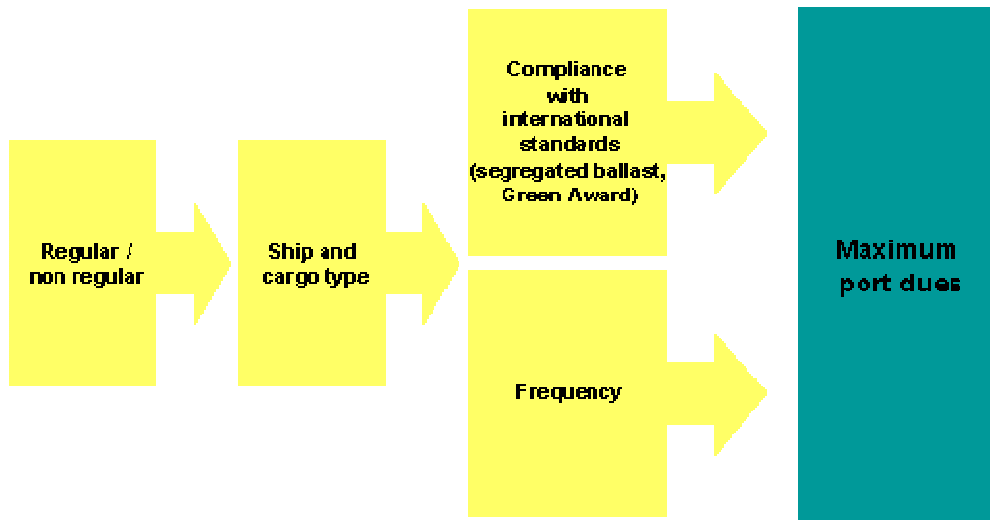 Regular /
non regular
Ship and
cargo type
Compliance
with
international
standards
(segregated ballast,
Green Award)
Frequency
Maximum
port dues